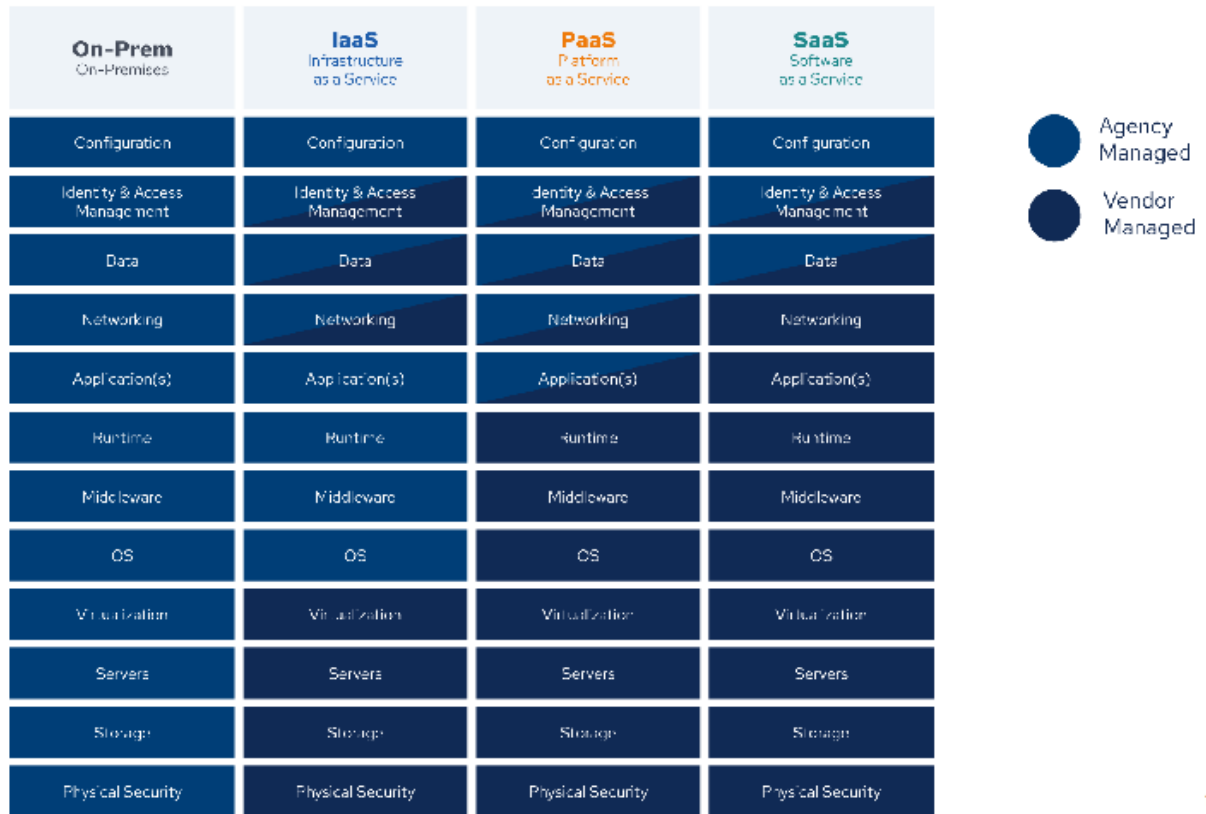 On-Prem
On-Premises
IaaS
Infrastructure
as a Service
PaaS
Platform
as a Service
SaaS
Software
as a Service
Configuration
Configuration
Configuration
Configuration
Identity & Access
Management
Identity & Access
Management
Identity & Access
Management
Identity & Access
Management
Data
Data
Data
Data
Networking
Networking
Networking
Networking
Application(s)
Application(s)
Application(s)
Application(s)
Runtime
Runtime
Runtime
Runtime
Middleware
Middleware
Middleware
Middleware
OS
OS
OS
OS
Virtualization
Virtualization
Virtualization
Virtualization
Servers
Servers
Servers
Servers
Storage
Storage
Storage
Storage
Physical Security
Physical Security
Physical Security
Physical Security
Agency
Managed
Vendor
Managed